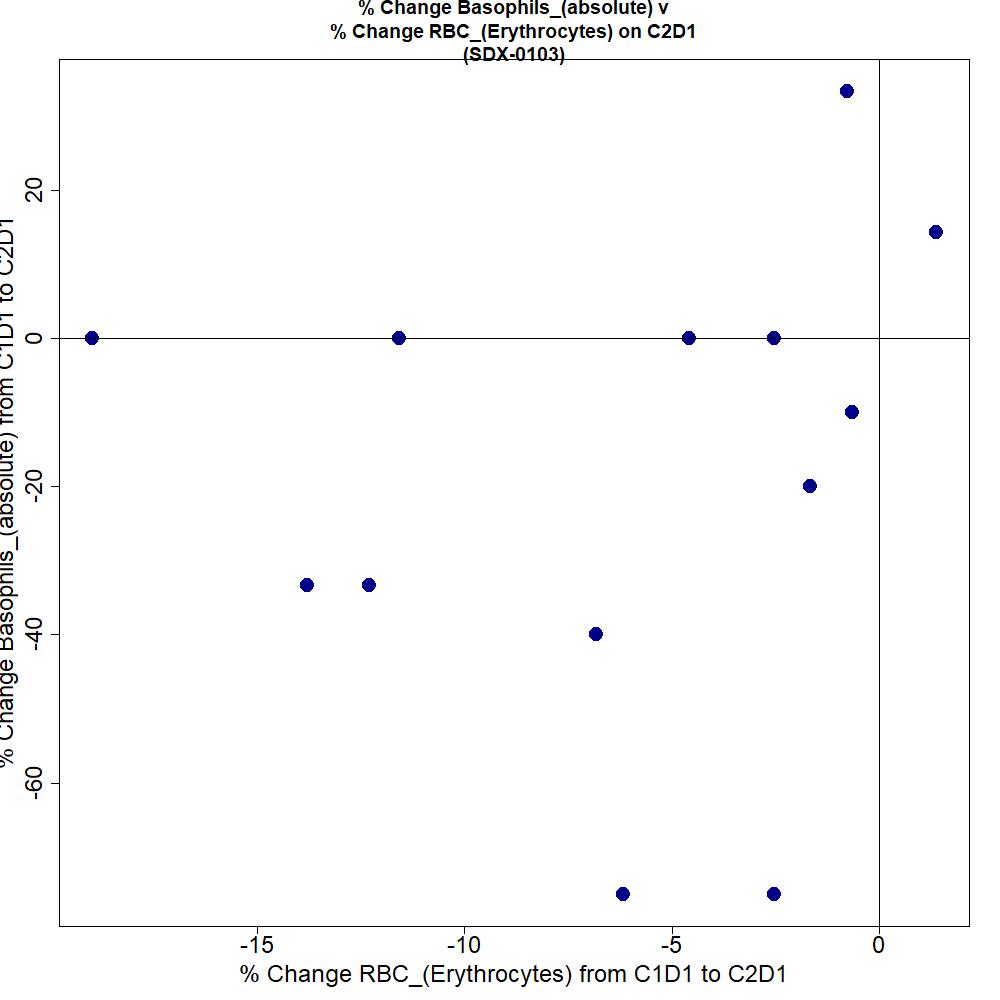 % Change Basophils_(absolute) v
% Change RBC_(Erythrocytes) on C2D1
(SDX-0103)
% Change Basophils_(absolute) from C1D1 to C2D1
20
0
-20
-40
-60
-15
-10
-5
0
% Change RBC_(Erythrocytes) from C1D1 to C2D1